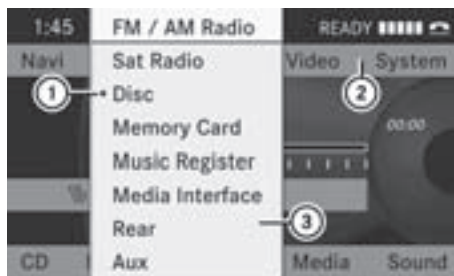 1:45 FM / AM Radio READY
Navi Sat Radio Video System
1 Disc 2
Memory Card 00:00
Music Register
Media Interface
Rear 3
CD Aux Media Sound